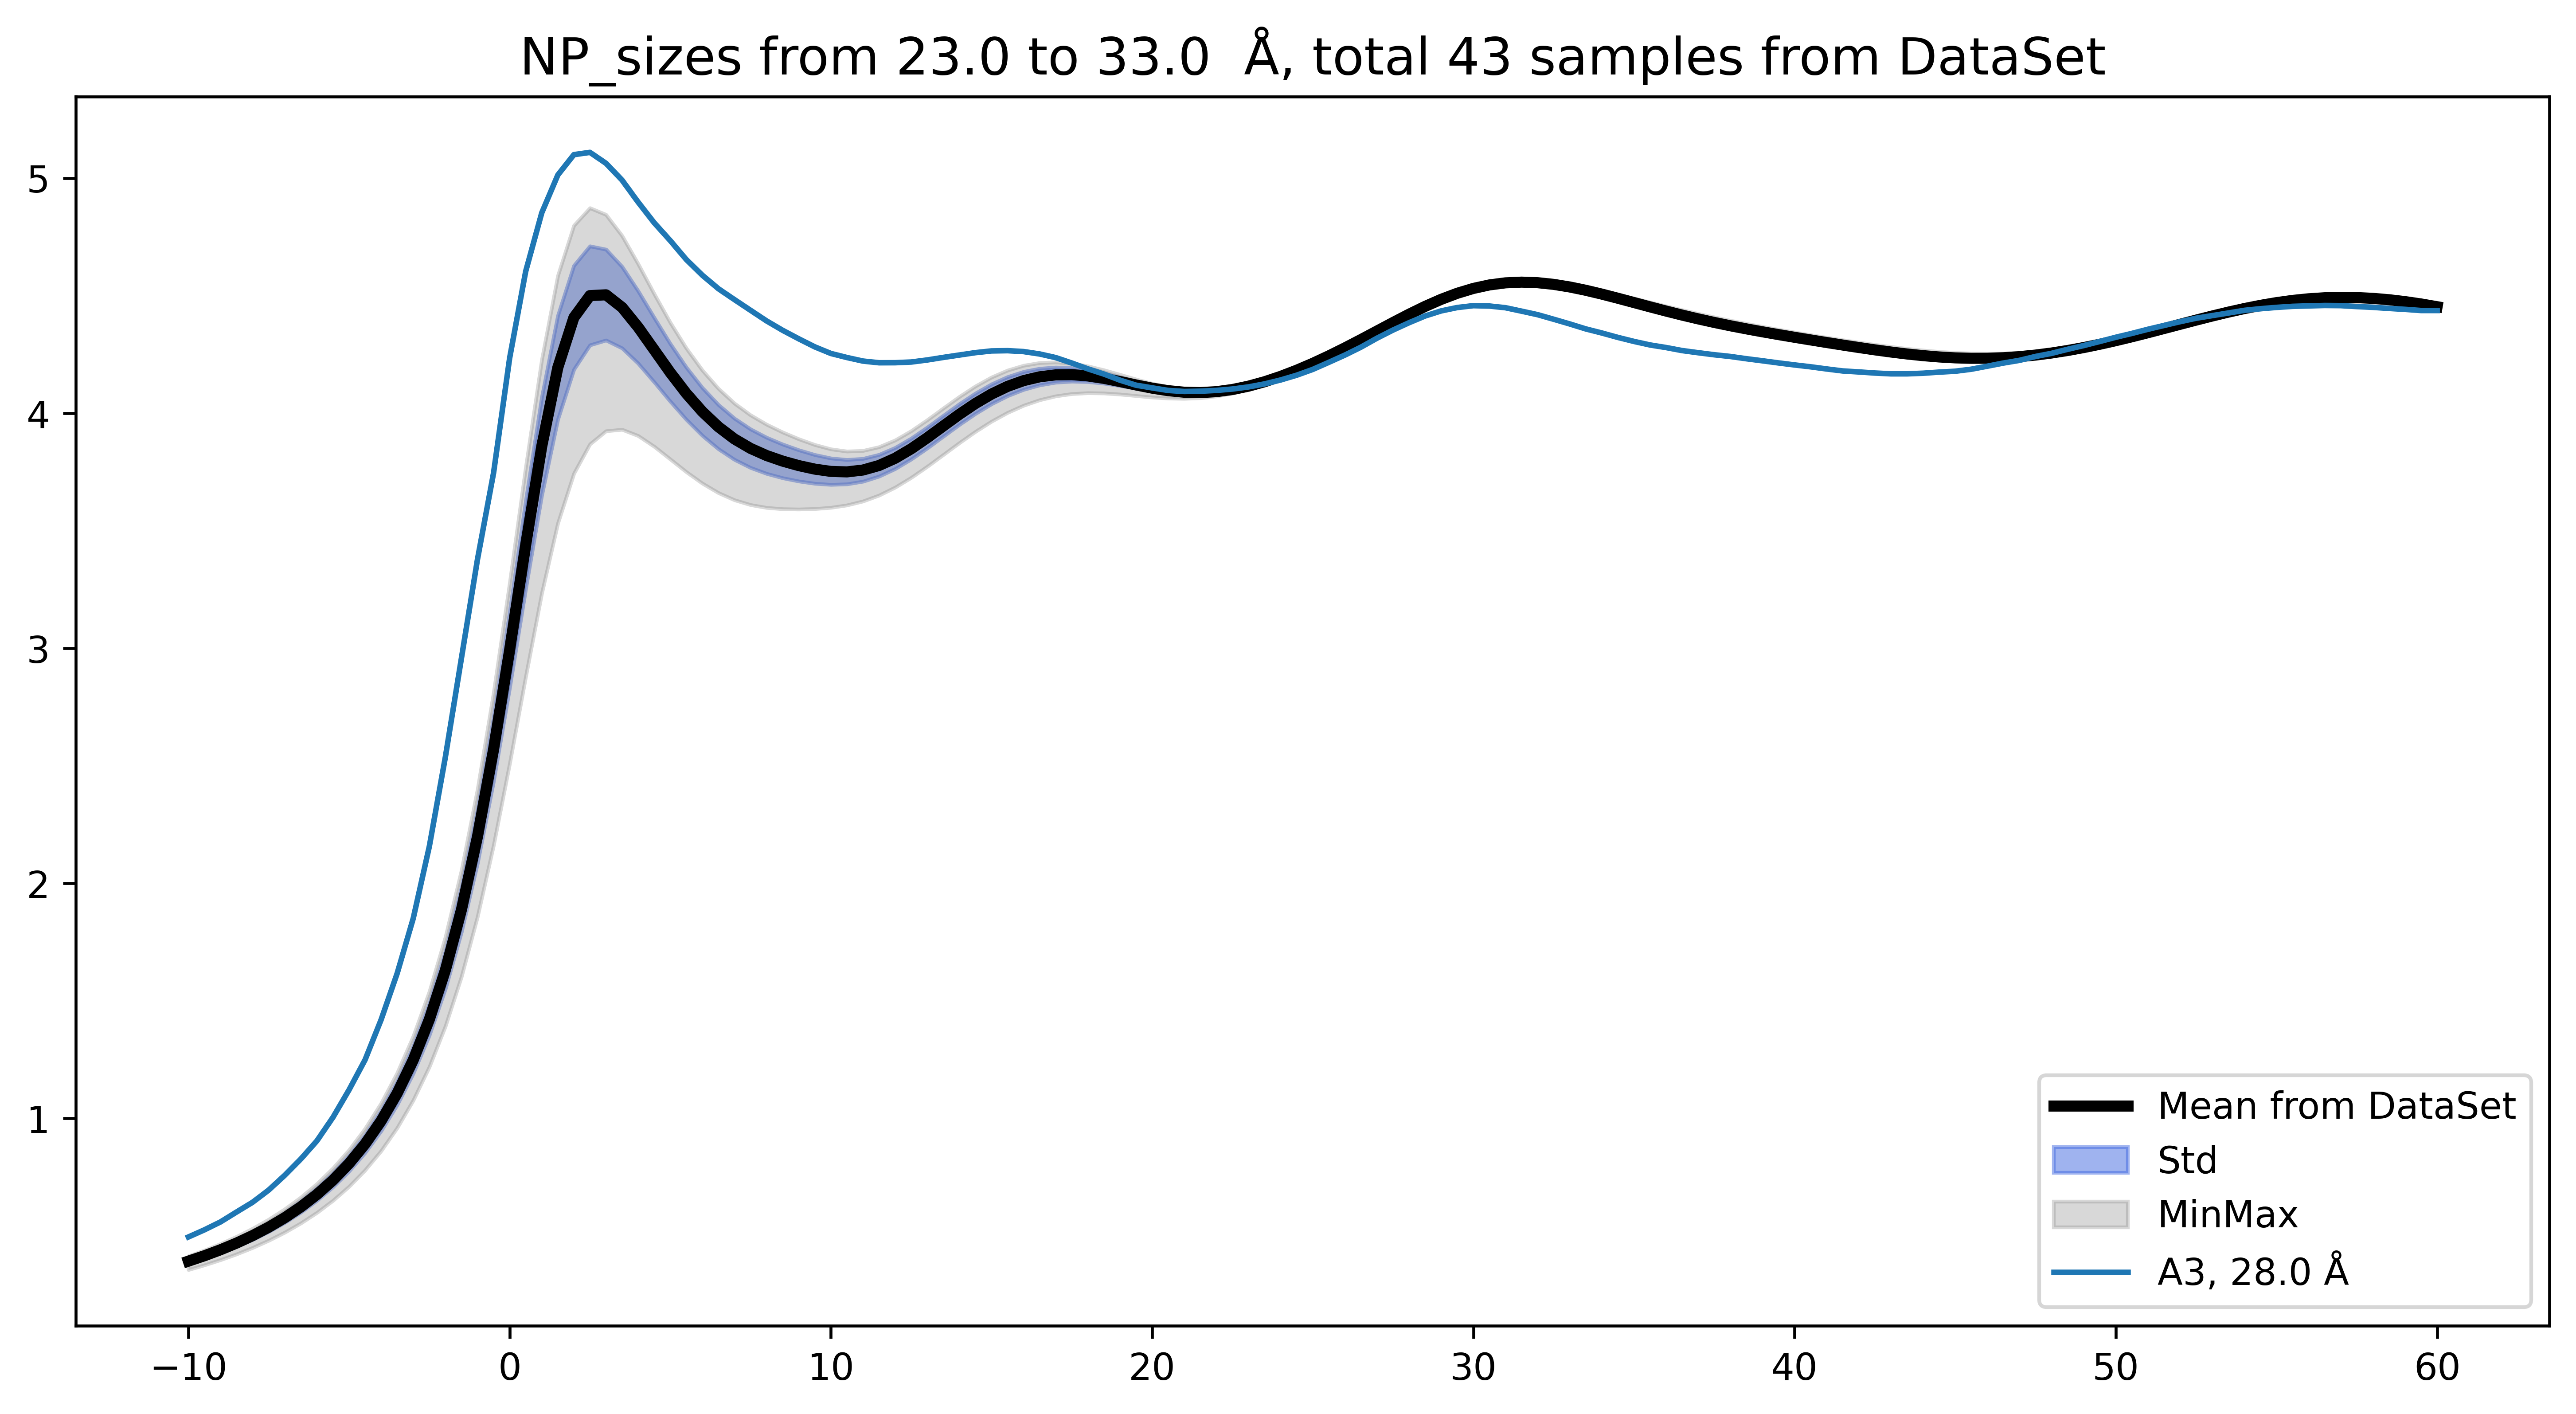 NP_sizes from 23.0 to 33.0  Å, total 43 samples from DataSet
5
4
3
2
1
Mean from DataSet
Std
MinMax
A3, 28.0 Å
−10 0 10 20 30 40 50 60